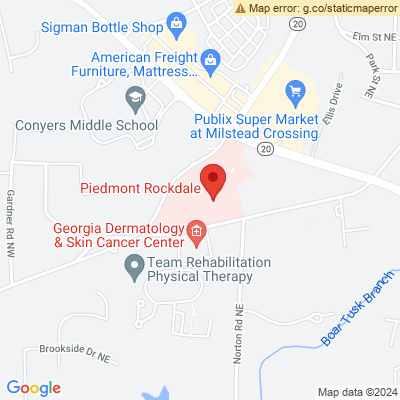 Map error: g.co/staticmaperror
Sigman Bottle Shop
20
Elm St NE
American Freight
Furniture, Mattress...
Park St NE
Ellis Drive
Publix Super Market
at Milstead Crossing
Conyers Middle School
20
Piedmont Rockdale
Gardner Rd NW
Georgia Dermatology
& Skin Cancer Center
Team Rehabilitation
Physical Therapy
Boar Tusk Branch
Norton Rd NE
Brookside Dr NE
Google
Map data ©2024